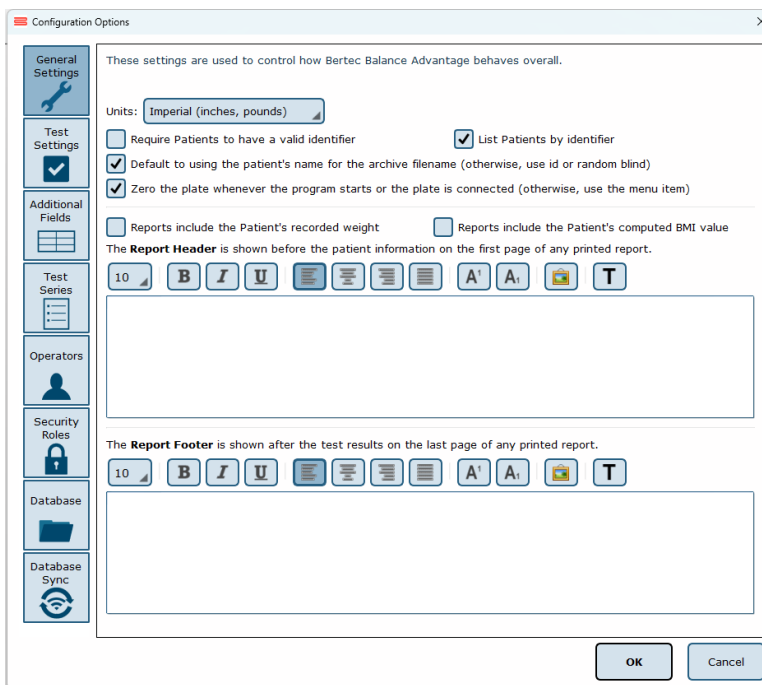 Configuration Options
General
Settings
Test
Settings
Additional
Fields
Test
Series
Operators
Security
Roles
Database
Database
Sync
These settings are used to control how Bertec Balance Advantage behaves overall.
Units: Imperial (inches, pounds)
Require Patients to have a valid identifier List Patients by identifier
Default to using the patient's name for the archive filename (otherwise, use id or random blind)
Zero the plate whenever the program starts or the plate is connected (otherwise, use the menu item)
Reports include the Patient's recorded weight Reports include the Patient's computed BMI value
The Report Header is shown before the patient information on the first page of any printed report.
10 B I U A¹ A₁ T
The Report Footer is shown after the test results on the last page of any printed report.
10 B I U A¹ A₁ T
OK Cancel